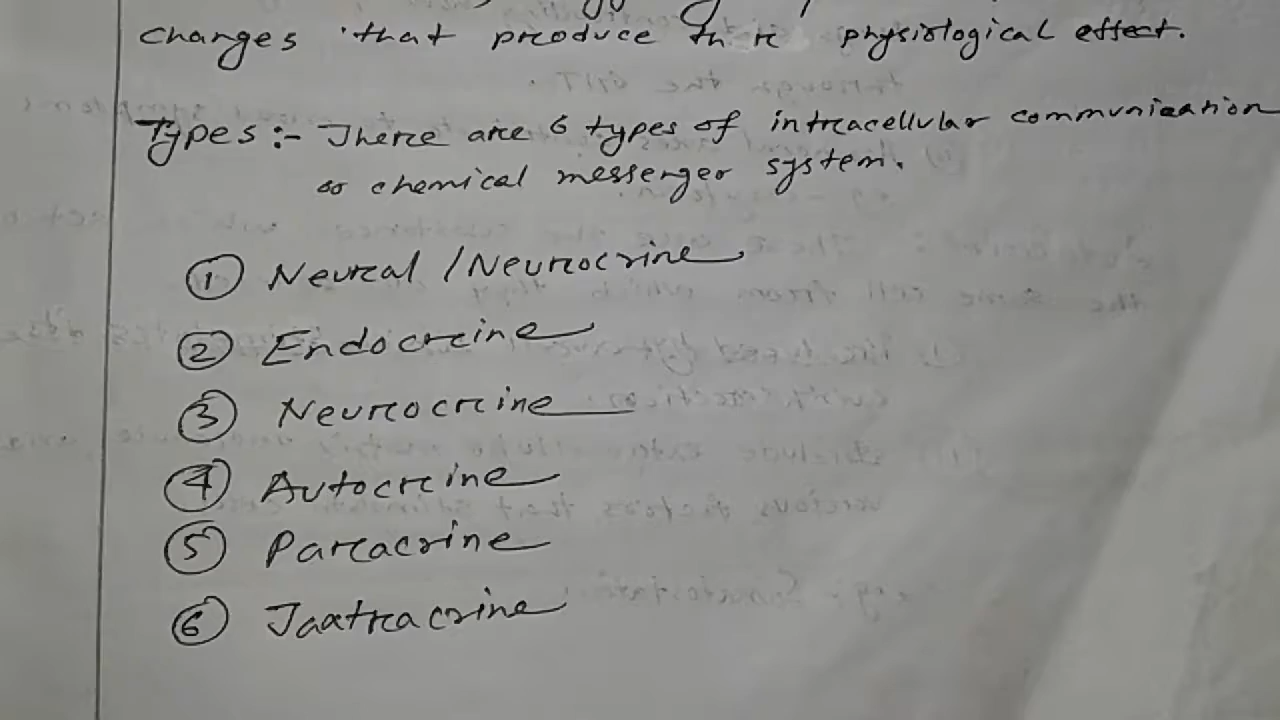 changes that produce their physiological effect.
Types :- There are 6 types of intracellular communication
or chemical messenger system.
① Neural / Neurocrine
② Endocrine
③ Neurocrine
④ Autocrine
⑤ Paracrine
⑥ Jaxtracrine